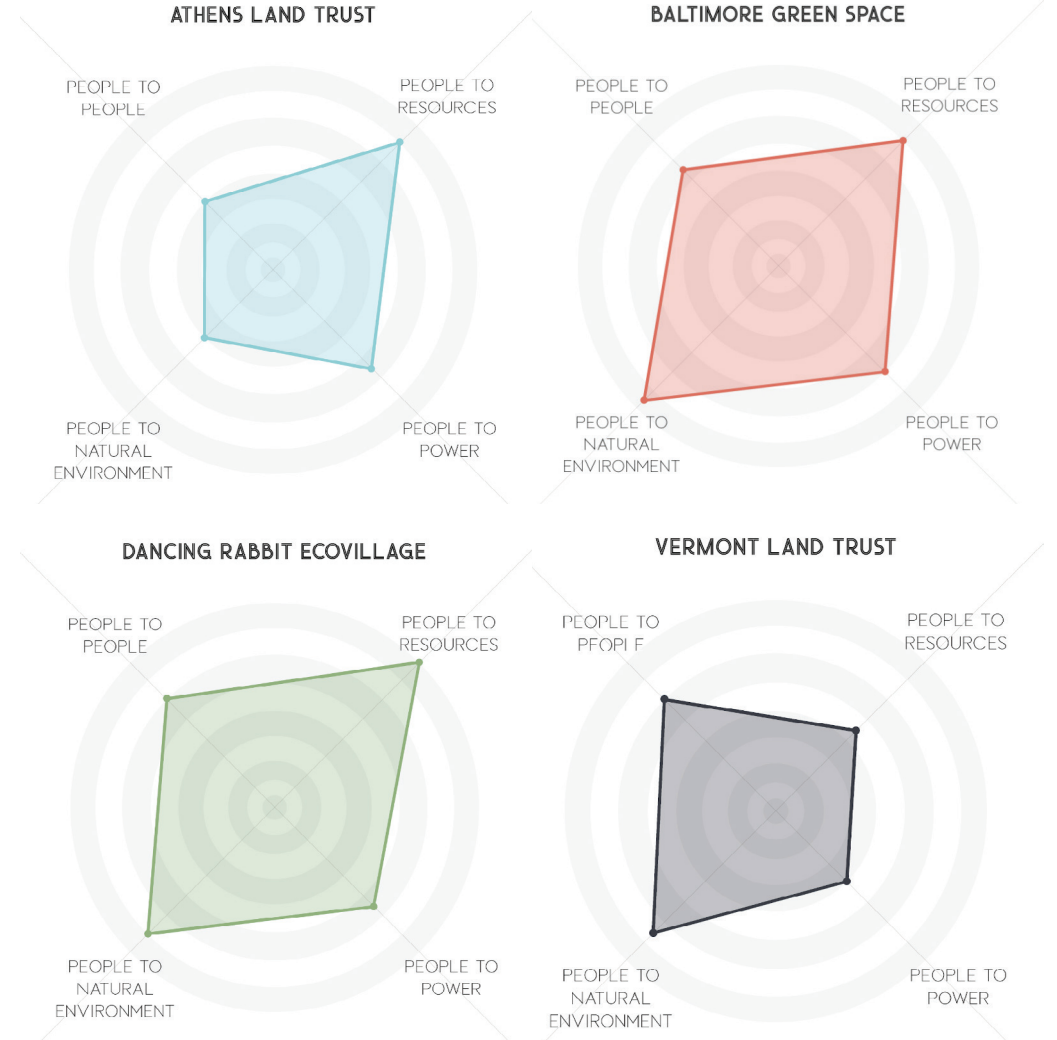 ATHENS LAND TRUST
PEOPLE TO
PEOPLE
PEOPLE TO
RESOURCES
PEOPLE TO
NATURAL
ENVIRONMENT
PEOPLE TO
POWER
BALTIMORE GREEN SPACE
PEOPLE TO
PEOPLE
PEOPLE TO
RESOURCES
PEOPLE TO
NATURAL
ENVIRONMENT
PEOPLE TO
POWER
DANCING RABBIT ECOVILLAGE
PEOPLE TO
PEOPLE
PEOPLE TO
RESOURCES
PEOPLE TO
NATURAL
ENVIRONMENT
PEOPLE TO
POWER
VERMONT LAND TRUST
PEOPLE TO
PEOPLE
PEOPLE TO
RESOURCES
PEOPLE TO
NATURAL
ENVIRONMENT
PEOPLE TO
POWER